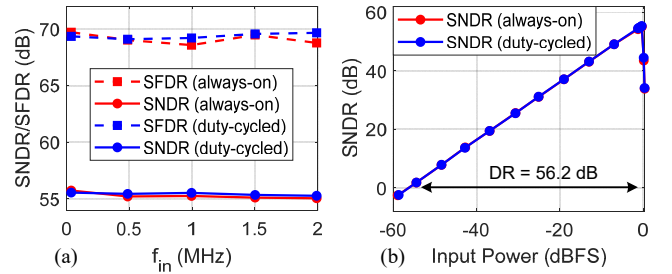 70
65
60
55
SNDR/SFDR (dB)
SFDR (always-on)
SNDR (always-on)
SFDR (duty-cycled)
SNDR (duty-cycled)
0
0.5
1
1.5
2
(a)
f_in (MHz)
60
40
20
0
SNDR (dB)
SNDR (always-on)
SNDR (duty-cycled)
DR = 56.2 dB
-60
-40
-20
0
(b)
Input Power (dBFS)